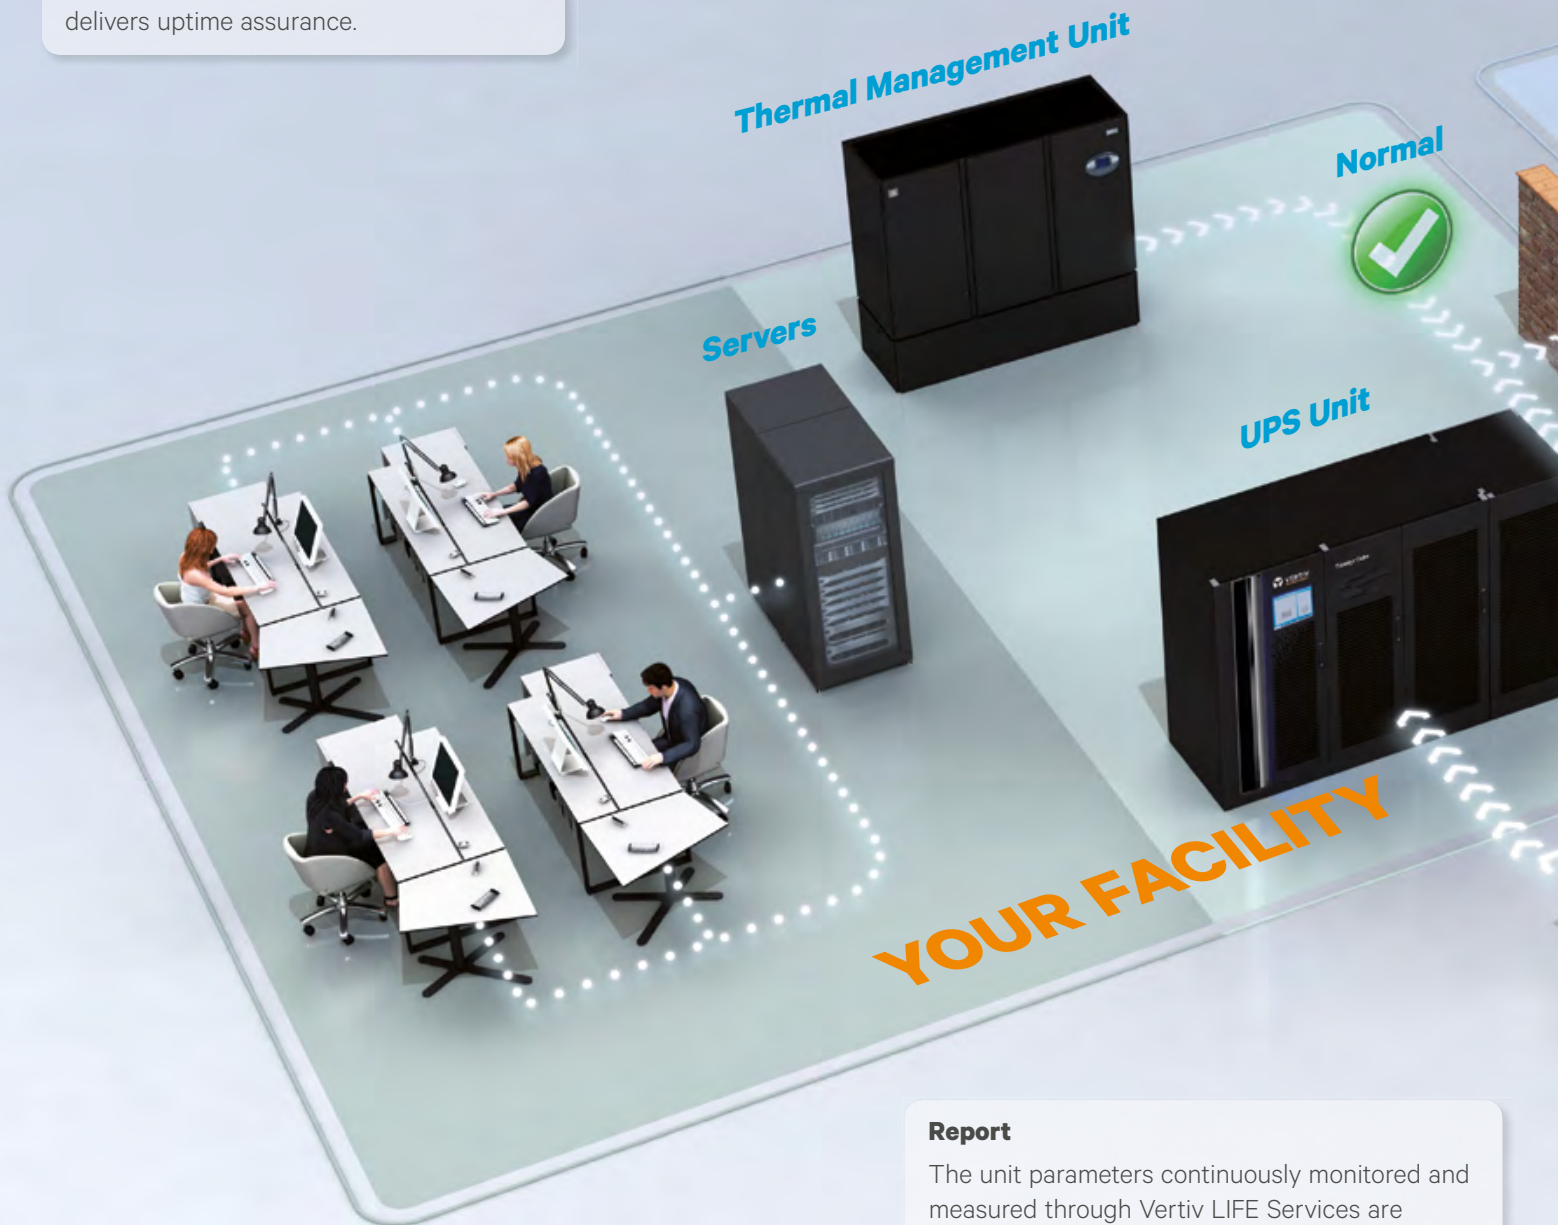 delivers uptime assurance.
Thermal Management Unit
Normal
Servers
UPS Unit
VERTIV
YOUR FACILITY
Report
The unit parameters continuously monitored and
measured through Vertiv LIFE Services are